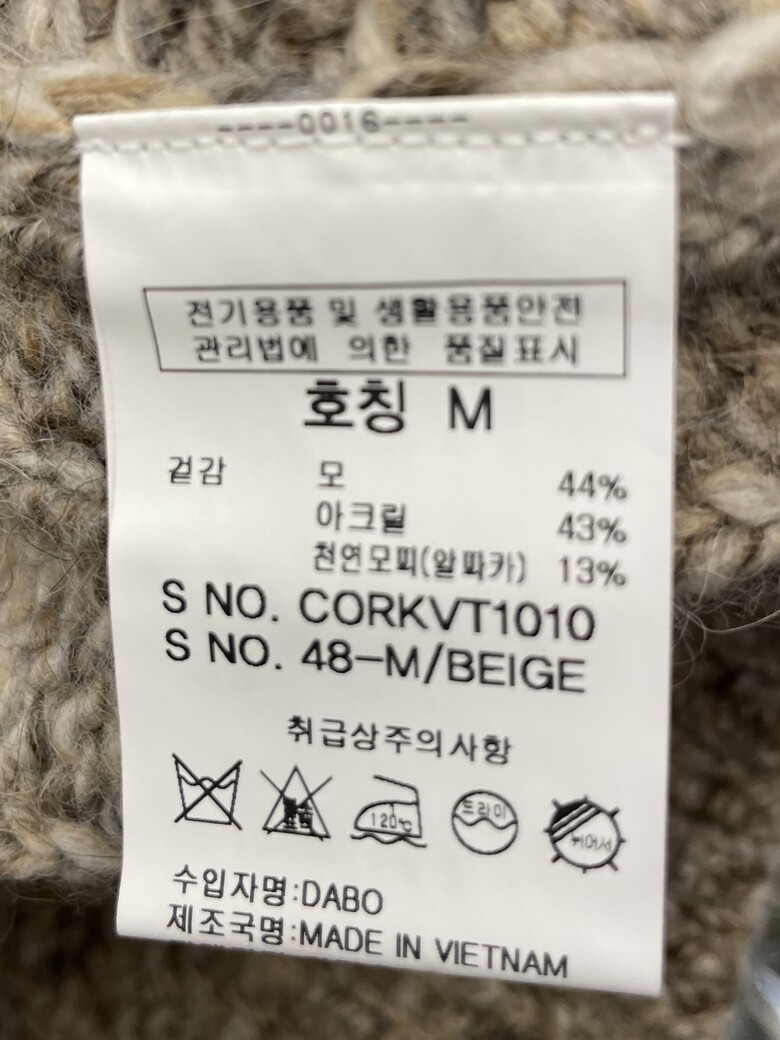 ----0016----
전기용품 및 생활용품안전
관리법에 의한 품질표시
호칭 M
겉감 모 44%
아크릴 43%
천연모피(알파카) 13%
S NO. CORKVT1010
S NO. 48-M/BEIGE
취급상주의사항
120℃ 드라이
수입자명:DABO
제조국명:MADE IN VIETNAM